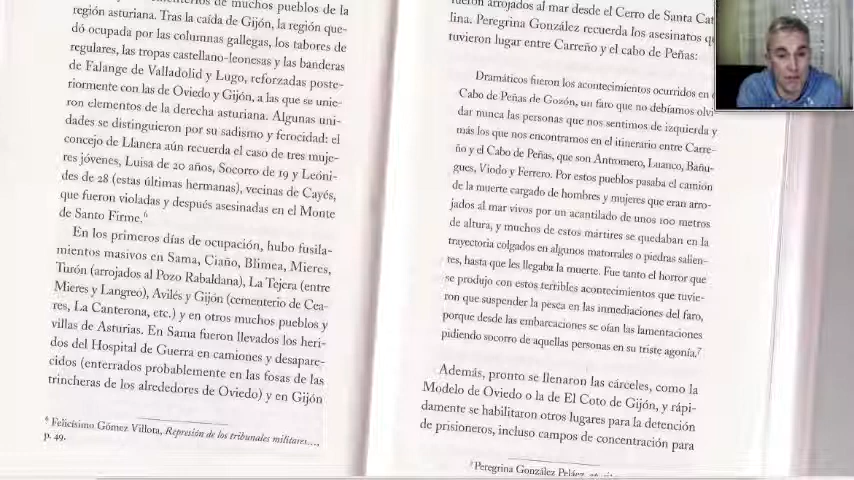 de muchos pueblos de la
región asturiana. Tras la caída de Gijón, la región que-
dó ocupada por las columnas gallegas, los tabores de
regulares, las tropas castellano-leonesas y las banderas
de Falange de Valladolid y Lugo, reforzadas poste-
riormente con las de Oviedo y Gijón, a las que se unie-
ron elementos de la derecha asturiana. Algunas uni-
dades se distinguieron por su sadismo y ferocidad: el
concejo de Llanera aún recuerda el caso de tres muje-
res jóvenes, Luisa de 20 años, Socorro de 19 y Leóni-
des de 28 (estas últimas hermanas), vecinas de Cayés,
que fueron violadas y después asesinadas en el Monte
de Santo Firme.⁶
En los primeros días de ocupación, hubo fusila-
mientos masivos en Sama, Ciaño, Blimea, Mieres,
Turón (arrojados al Pozo Rabaldana), La Tejera (entre
Mieres y Langreo), Avilés y Gijón (cementerio de Cea-
res, La Canterona, etc.) y en otros muchos pueblos y
villas de Asturias. En Sama fueron llevados los heri-
dos del Hospital de Guerra en camiones y desapare-
cidos (enterrados probablemente en las fosas de las
trincheras de los alrededores de Oviedo) y en Gijón
⁶ Felicísimo Gómez Villota, Represión de los tribunales militares...,
p. 49.
fueron arrojados al mar desde el Cerro de Santa Cat
lina. Peregrina González recuerda los asesinatos qu
tuvieron lugar entre Carreño y el cabo de Peñas:
Dramáticos fueron los acontecimientos ocurridos en
Cabo de Peñas de Gozón, un faro que no debíamos olvi-
dar nunca las personas que nos sentimos de izquierda y
más los que nos encontramos en el itinerario entre Carre-
ño y el Cabo de Peñas, que son Antromero, Luanco, Bañu-
gues, Viodo y Ferrero. Por estos pueblos pasaba el camión
de la muerte cargado de hombres y mujeres que eran arro-
jados al mar vivos por un acantilado de unos 100 metros
de altura, y muchos de estos mártires se quedaban en la
trayectoria colgados en algunos matorrales o piedras salien-
tes, hasta que les llegaba la muerte. Fue tanto el horror que
se produjo con estos terribles acontecimientos que tuvie-
ron que suspender la pesca en las inmediaciones del faro,
porque desde las embarcaciones se oían las lamentaciones
pidiendo socorro de aquellas personas en su triste agonía.⁷
Además, pronto se llenaron las cárceles, como la
Modelo de Oviedo o la de El Coto de Gijón, y rápi-
damente se habilitaron otros lugares para la detención
de prisioneros, incluso campos de concentración para
⁷ Peregrina González Peláez,